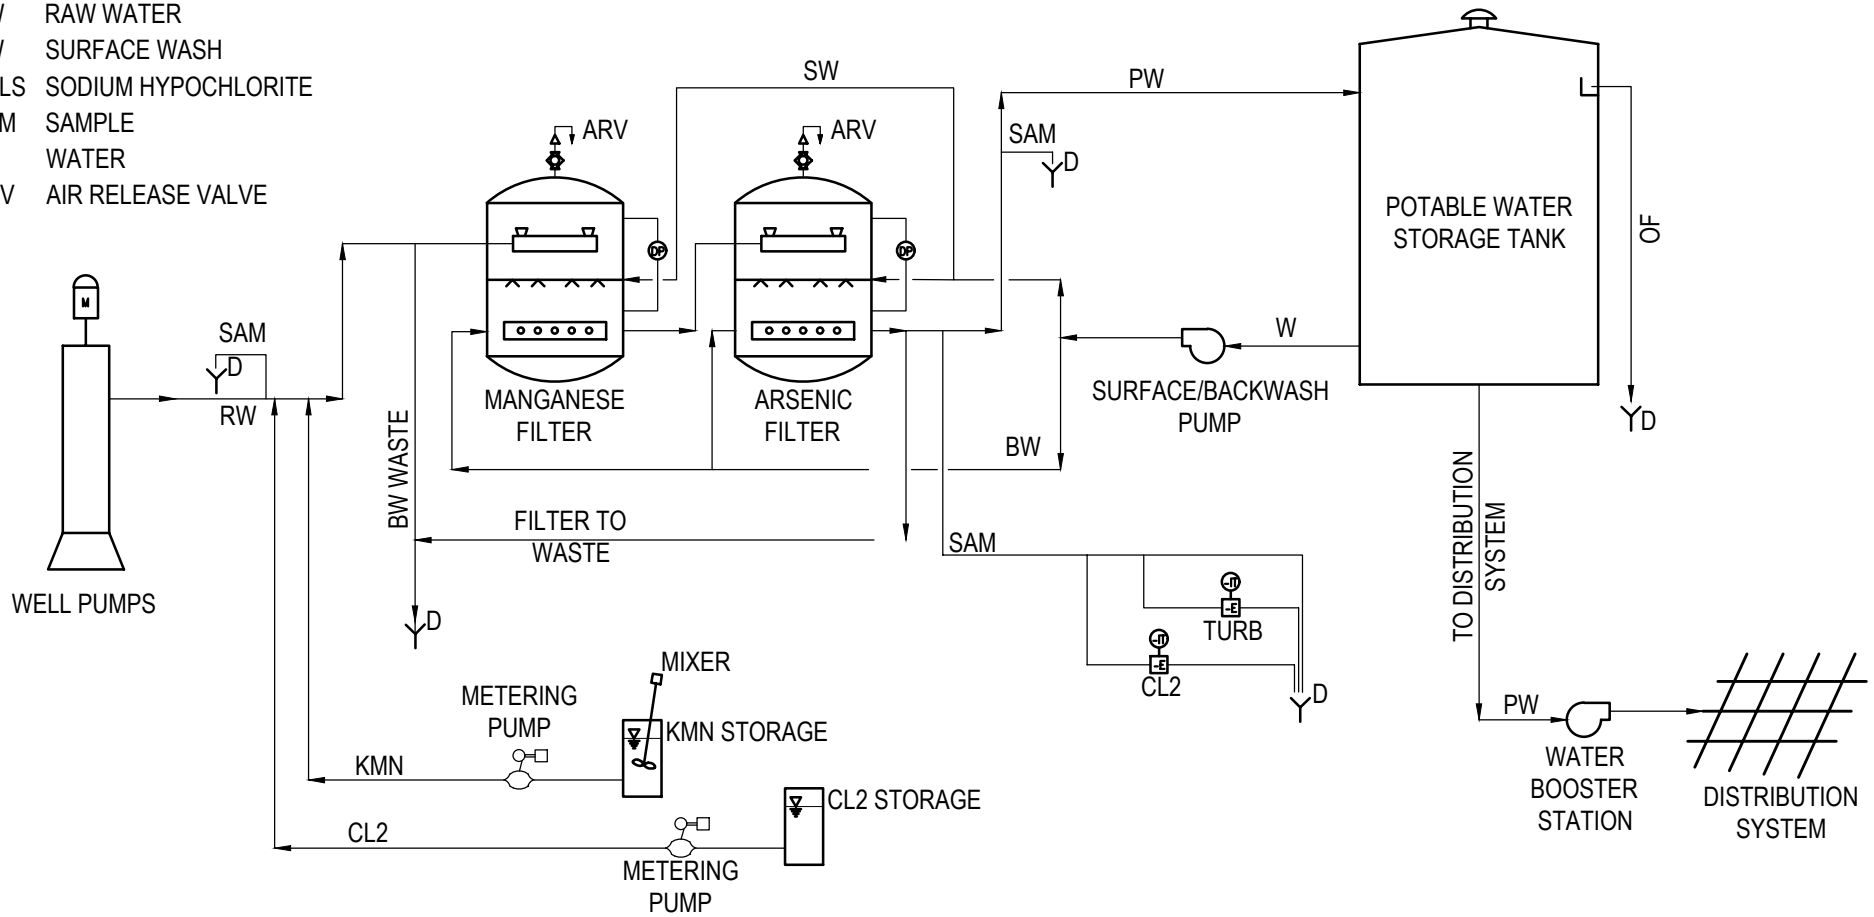 W RAW WATER
W SURFACE WASH
LS SODIUM HYPOCHLORITE
M SAMPLE
WATER
V AIR RELEASE VALVE
SW
PW
ARV
ARV
SAM
D
POTABLE WATER
STORAGE TANK
OF
DP
DP
M
SAM
D
RW
W
MANGANESE
FILTER
ARSENIC
FILTER
SURFACE/BACKWASH
PUMP
D
BW WASTE
BW
TO DISTRIBUTION
SYSTEM
FILTER TO
WASTE
SAM
WELL PUMPS
D
-IT
-E
TURB
-IT
-E
CL2
D
MIXER
METERING
PUMP
KMN STORAGE
KMN
PW
WATER
BOOSTER
STATION
DISTRIBUTION
SYSTEM
CL2 STORAGE
CL2
METERING
PUMP